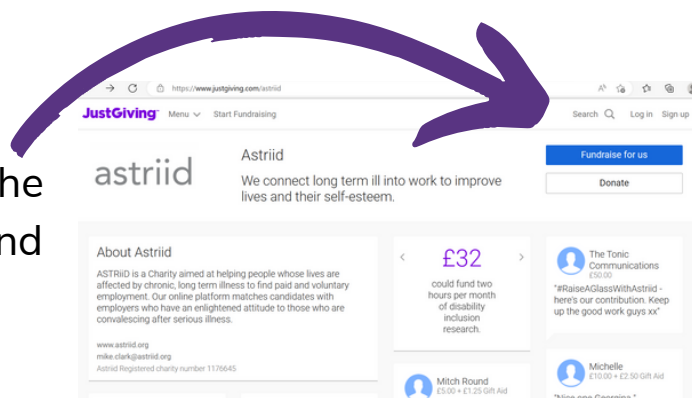 https://www.justgiving.com/astriid
JustGiving Menu Start Fundraising Search Log in Sign up
he
nd
astriid
Astriid
We connect long term ill into work to improve
lives and their self-esteem.
Fundraise for us
Donate
About Astriid
ASTRiiD is a Charity aimed at helping people whose lives are
affected by chronic, long term illness to find paid and voluntary
employment. Our online platform matches candidates with
employers who have an enlightened attitude to those who are
convalescing after serious illness.
www.astriid.org
mike.clark@astriid.org
Astriid Registered charity number 1176645
£32
could fund two
hours per month
of disability
inclusion
research.
Mitch Round
£5.00 + £1.25 Gift Aid
The Tonic
Communications
£50.00
"#RaiseAGlassWithAstriid -
here's our contribution. Keep
up the good work guys xx"
Michelle
£10.00 + £2.50 Gift Aid
"Nice one Georgina."